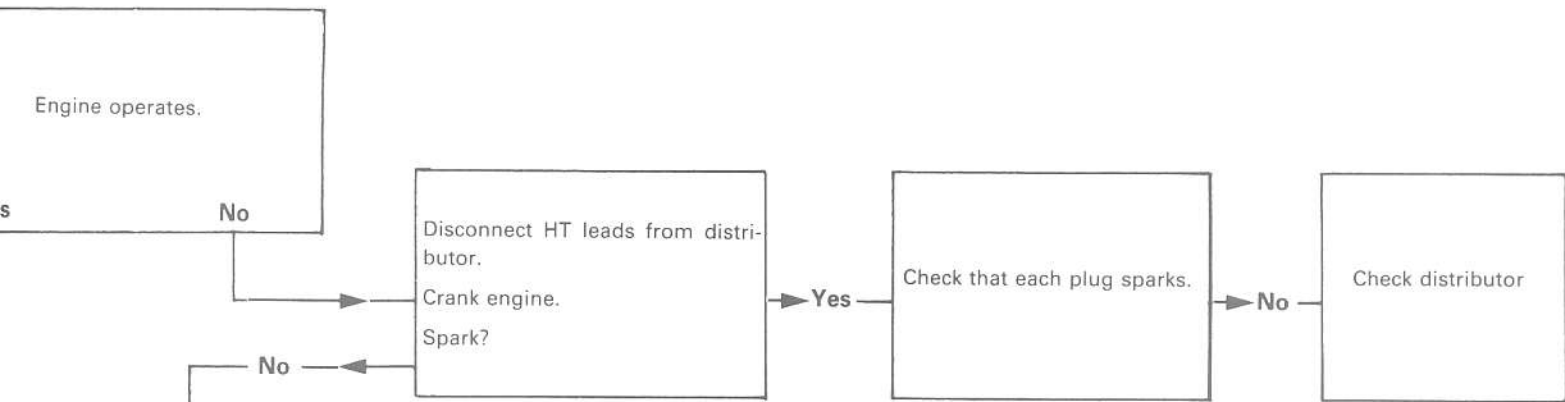 Engine operates.
s
No
Disconnect HT leads from distri-
butor.
Crank engine.
Spark?
No
Yes
Check that each plug sparks.
No
Check distributor